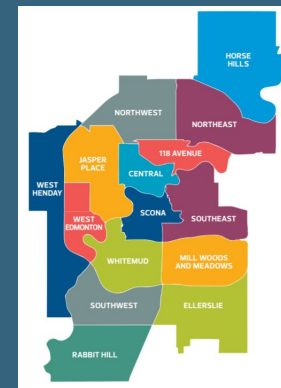 HORSE
HILLS
NORTHWEST
NORTHEAST
118 AVENUE
JASPER
PLACE
CENTRAL
WEST
HENDAY
SCONA
WEST
EDMONTON
SOUTHEAST
WHITEMUD
MILL WOODS
AND MEADOWS
SOUTHWEST
ELLERSLIE
RABBIT HILL